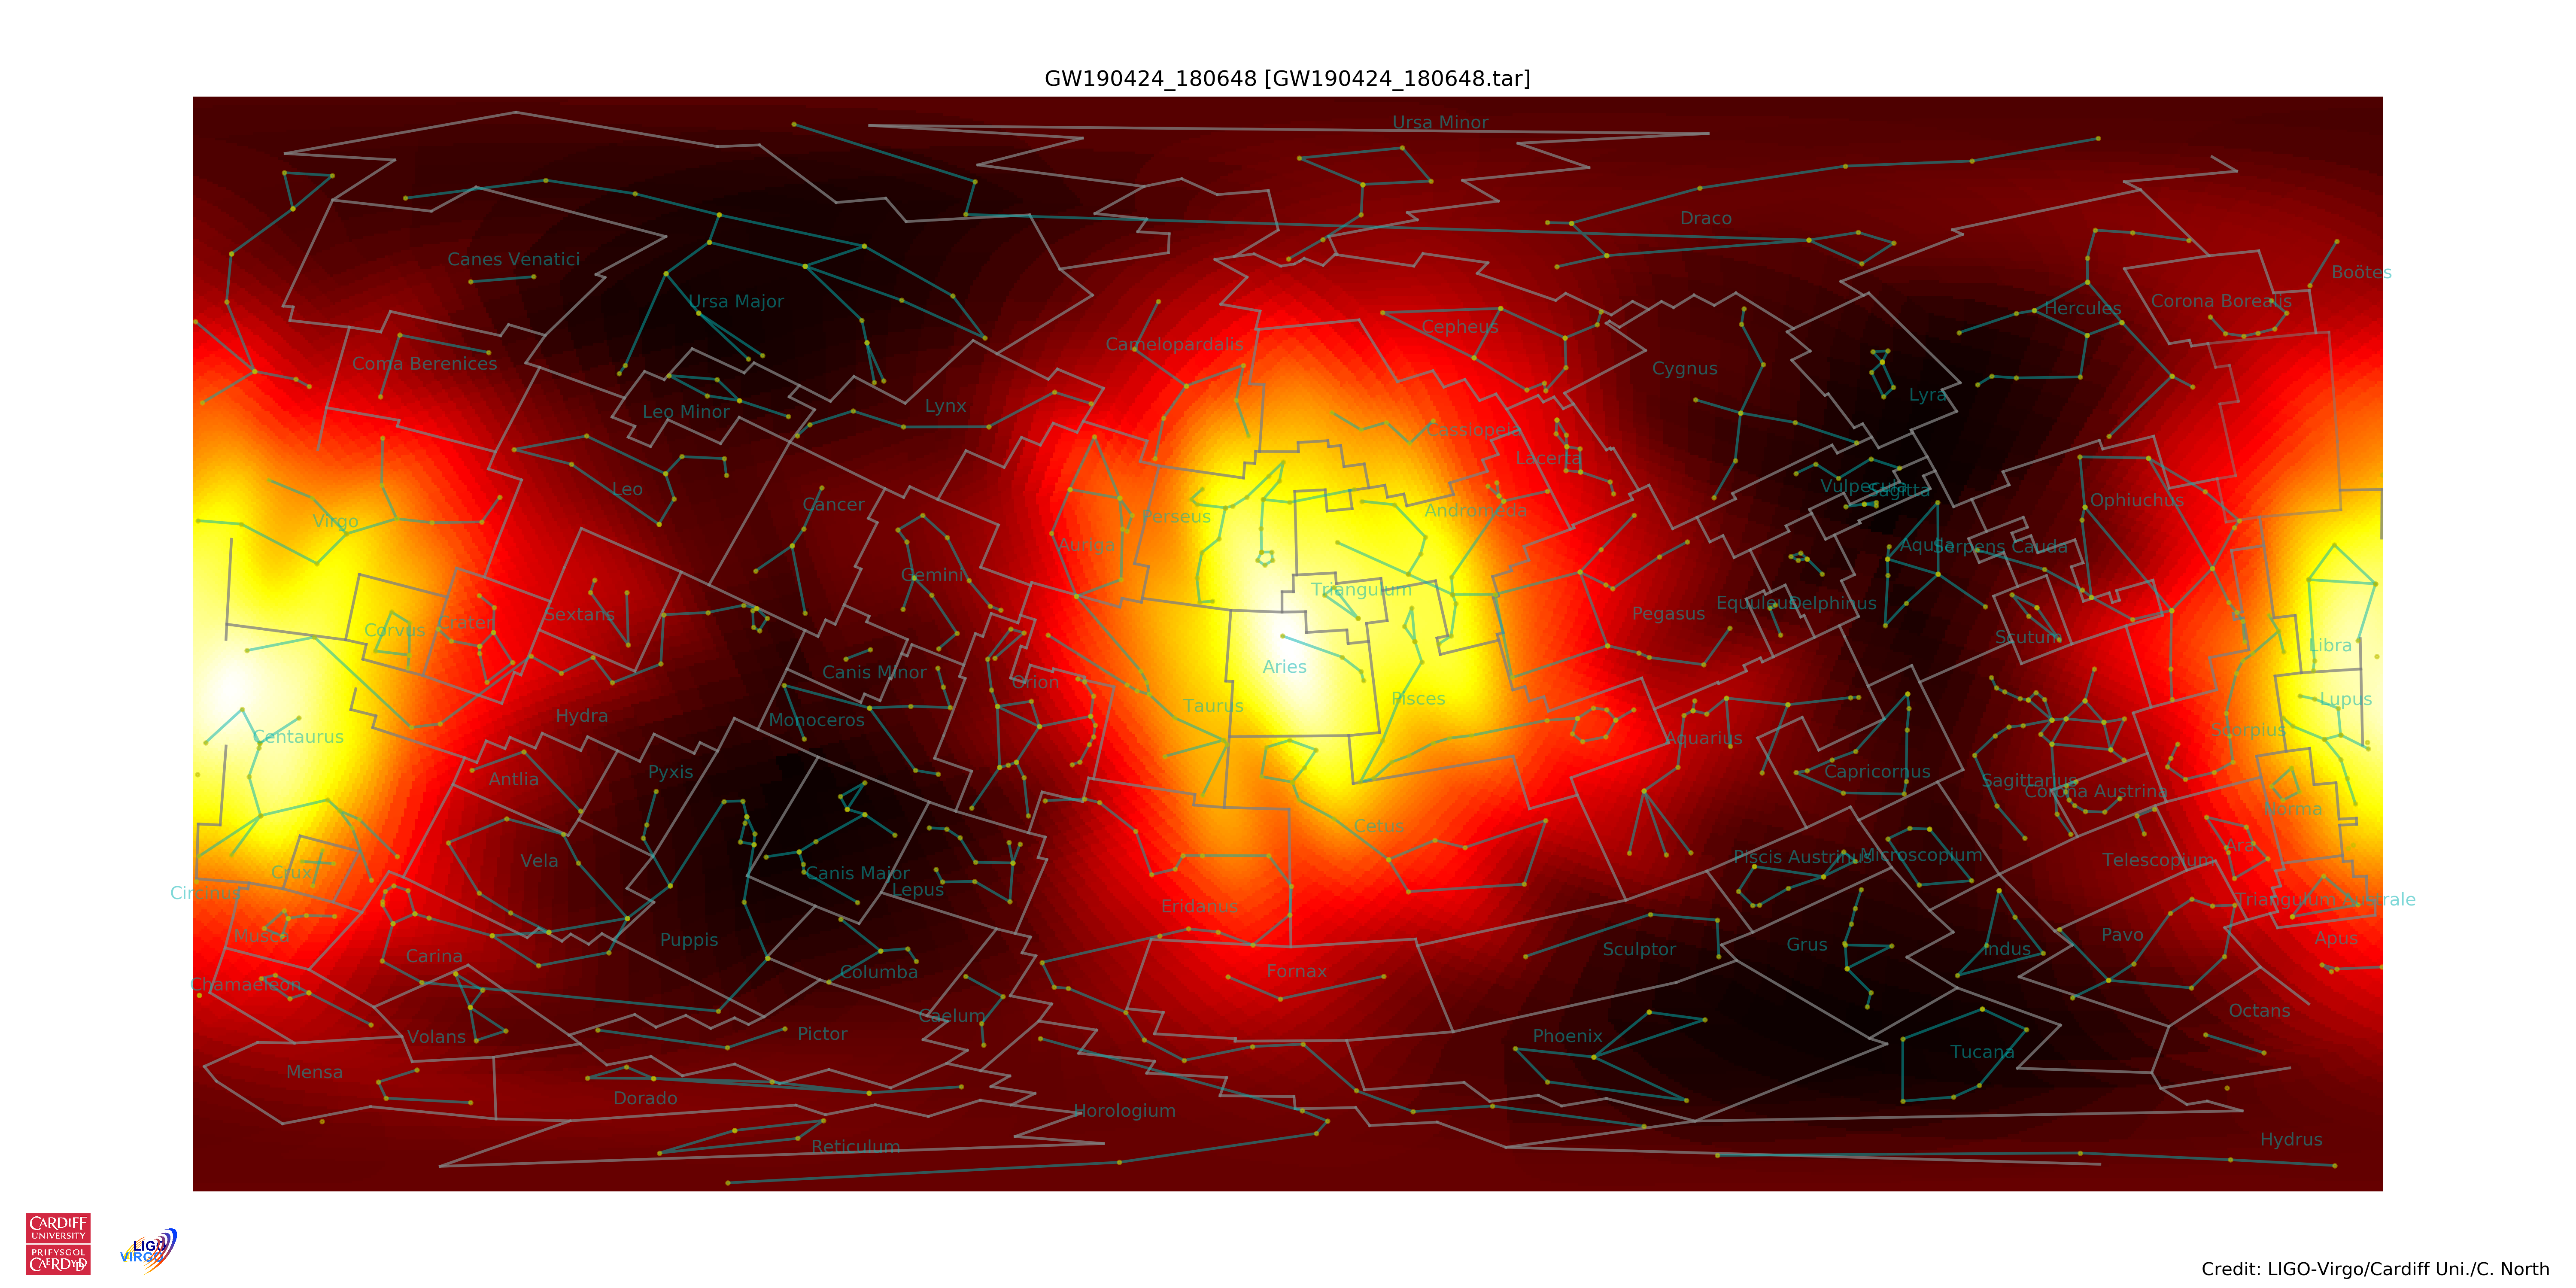 GW190424_180648 [GW190424_180648.tar]
Ursa Minor
Draco
Canes Venatici
Boötes
Ursa Major
Corona Borealis
Hercules
Cepheus
Camelopardalis
Coma Berenices
Cygnus
Lyra
Lynx
Leo Minor
Cassiopeia
Lacerta
Vulpecula
Sagitta
Leo
Cancer
Ophiuchus
Andromeda
Perseus
Virgo
Auriga
Aquila
Serpens Cauda
Gemini
Triangulum
Equuleus
Delphinus
Sextans
Pegasus
Crater
Corvus
Scutum
Libra
Aries
Canis Minor
Orion
Pisces
Lupus
Taurus
Hydra
Monoceros
Scorpius
Centaurus
Aquarius
Pyxis
Capricornus
Antlia
Sagittarius
Corona Austrina
Norma
Cetus
Ara
Piscis Austrinus
Microscopium
Vela
Telescopium
Crux
Canis Major
Lepus
Circinus
Triangulum Australe
Eridanus
Musca
Pavo
Apus
Puppis
Grus
Sculptor
Indus
Carina
Columba
Fornax
Chamaeleon
Octans
Caelum
Pictor
Volans
Phoenix
Tucana
Mensa
Dorado
Horologium
Hydrus
Reticulum
CARDIFF
UNIVERSITY
PRIFYSGOL
CAERDYDD
LIGO
VIRGO
Credit: LIGO-Virgo/Cardiff Uni./C. North